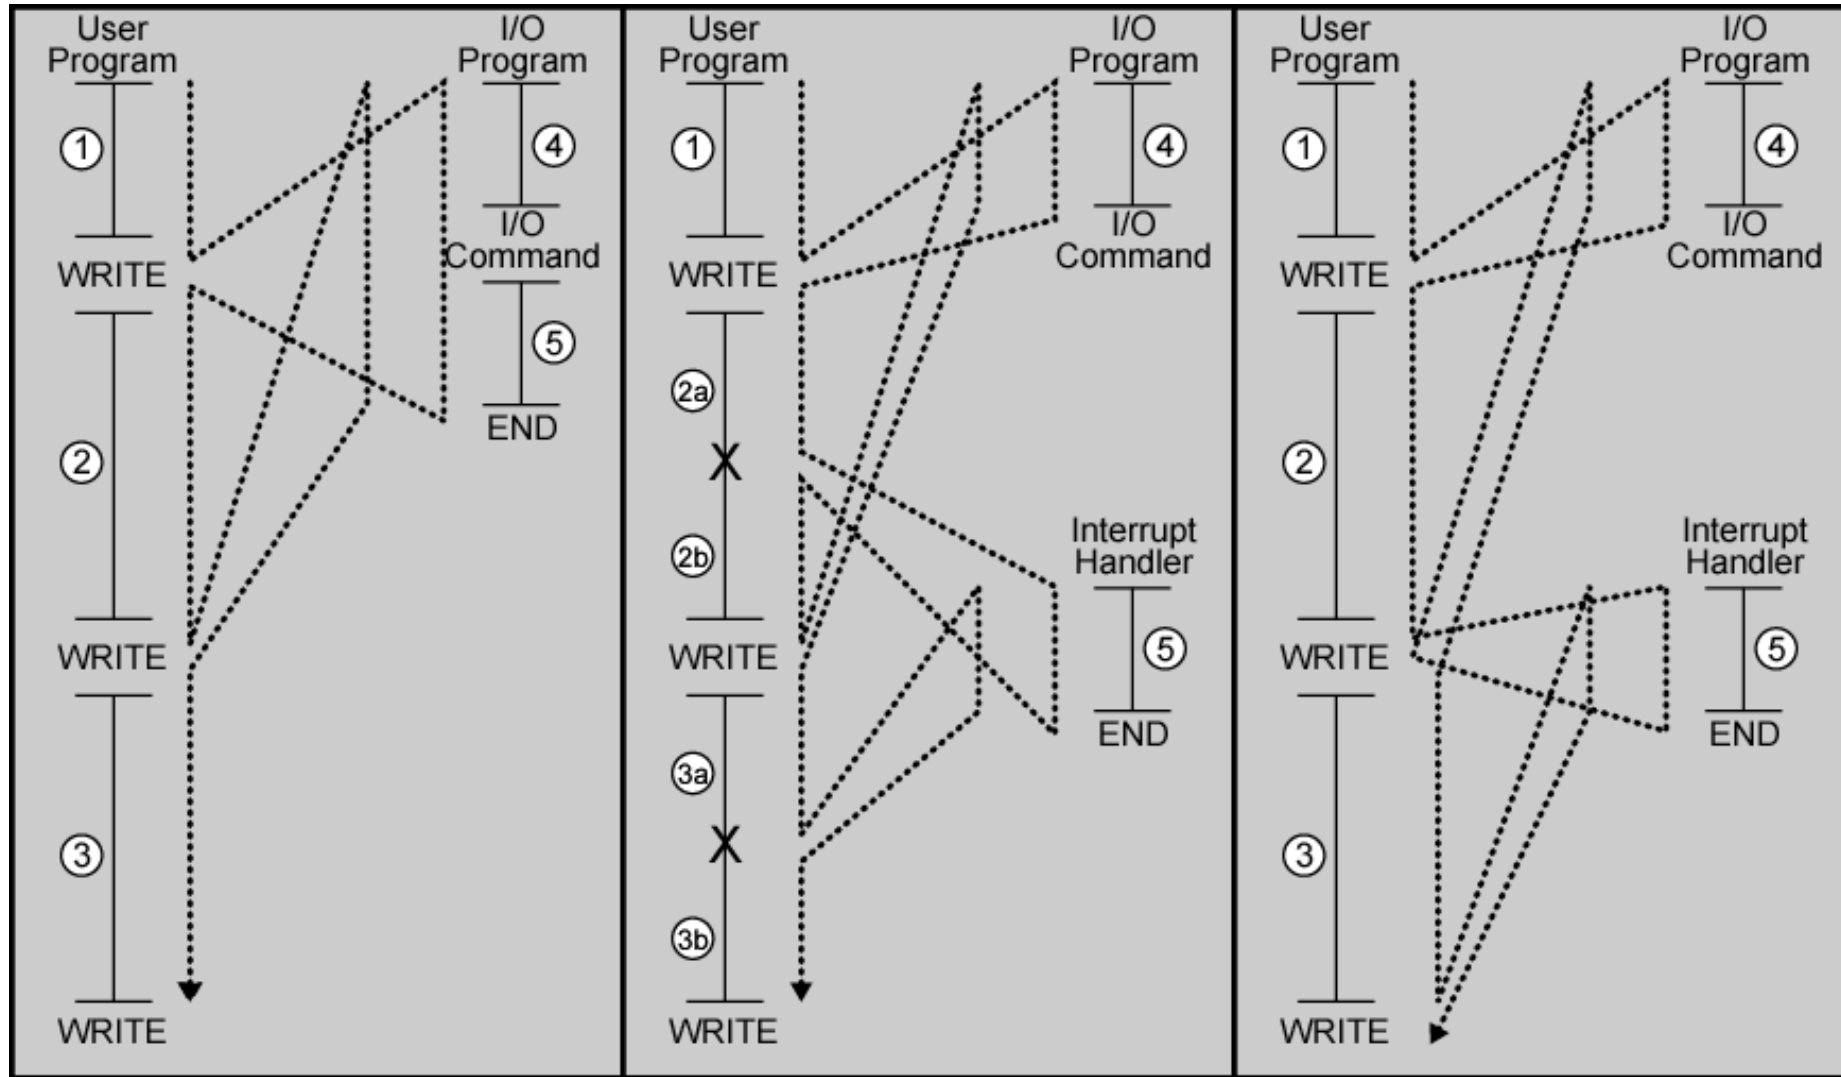 User
Program
I/O
Program
1
4
WRITE
I/O
Command
2
5
END
WRITE
3
WRITE
User
Program
I/O
Program
1
4
WRITE
I/O
Command
2a
X
2b
Interrupt
Handler
WRITE
5
END
3a
X
3b
WRITE
User
Program
I/O
Program
1
4
WRITE
I/O
Command
2
Interrupt
Handler
WRITE
5
END
3
WRITE